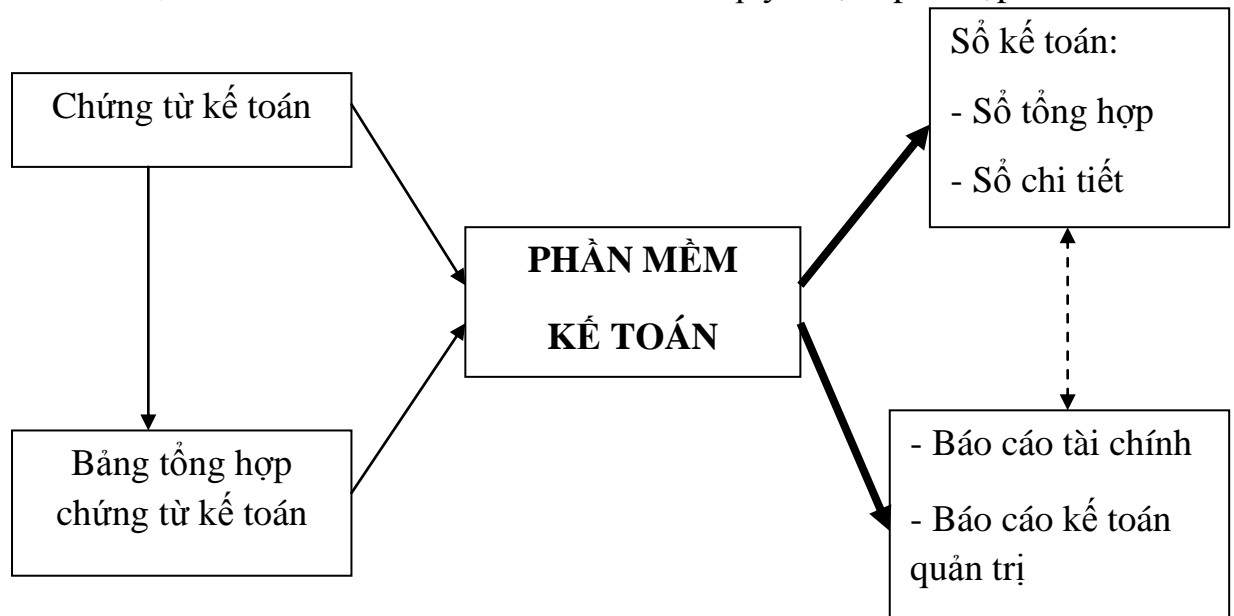 Sổ kế toán:
- Sổ tổng hợp
- Sổ chi tiết
Chứng từ kế toán
PHẦN MỀM
KẾ TOÁN
Bảng tổng hợp
chứng từ kế toán
- Báo cáo tài chính
- Báo cáo kế toán
quản trị